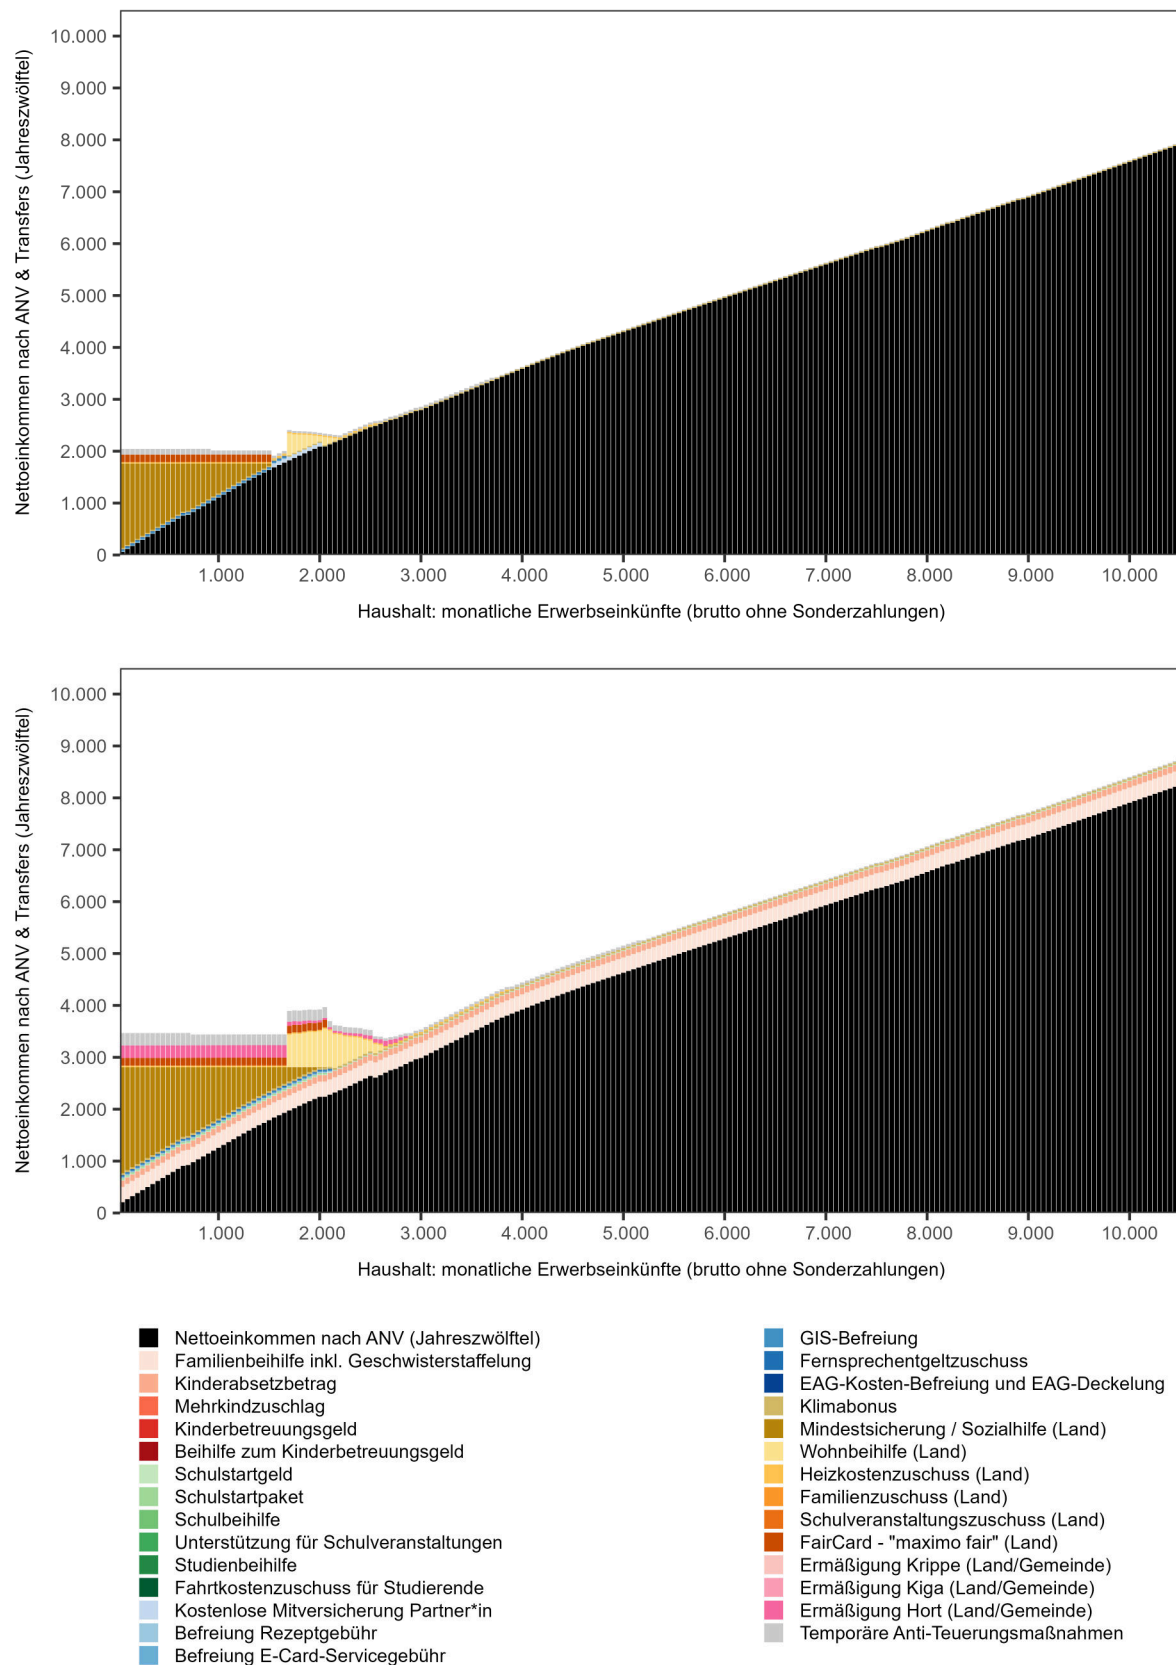 10.000
9.000
8.000
7.000
6.000
5.000
4.000
3.000
2.000
1.000
0
Nettoeinkommen nach ANV & Transfers (Jahreszwölftel)
1.000 2.000 3.000 4.000 5.000 6.000 7.000 8.000 9.000 10.000
Haushalt: monatliche Erwerbseinkünfte (brutto ohne Sonderzahlungen)
10.000
9.000
8.000
7.000
6.000
5.000
4.000
3.000
2.000
1.000
0
Nettoeinkommen nach ANV & Transfers (Jahreszwölftel)
1.000 2.000 3.000 4.000 5.000 6.000 7.000 8.000 9.000 10.000
Haushalt: monatliche Erwerbseinkünfte (brutto ohne Sonderzahlungen)
Nettoeinkommen nach ANV (Jahreszwölftel)
Familienbeihilfe inkl. Geschwisterstaffelung
Kinderabsetzbetrag
Mehrkindzuschlag
Kinderbetreuungsgeld
Beihilfe zum Kinderbetreuungsgeld
Schulstartgeld
Schulstartpaket
Schulbeihilfe
Unterstützung für Schulveranstaltungen
Studienbeihilfe
Fahrtkostenzuschuss für Studierende
Kostenlose Mitversicherung Partner*in
Befreiung Rezeptgebühr
Befreiung E-Card-Servicegebühr
GIS-Befreiung
Fernsprechentgeltzuschuss
EAG-Kosten-Befreiung und EAG-Deckelung
Klimabonus
Mindestsicherung / Sozialhilfe (Land)
Wohnbeihilfe (Land)
Heizkostenzuschuss (Land)
Familienzuschuss (Land)
Schulveranstaltungszuschuss (Land)
FairCard - "maximo fair" (Land)
Ermäßigung Krippe (Land/Gemeinde)
Ermäßigung Kiga (Land/Gemeinde)
Ermäßigung Hort (Land/Gemeinde)
Temporäre Anti-Teuerungsmaßnahmen